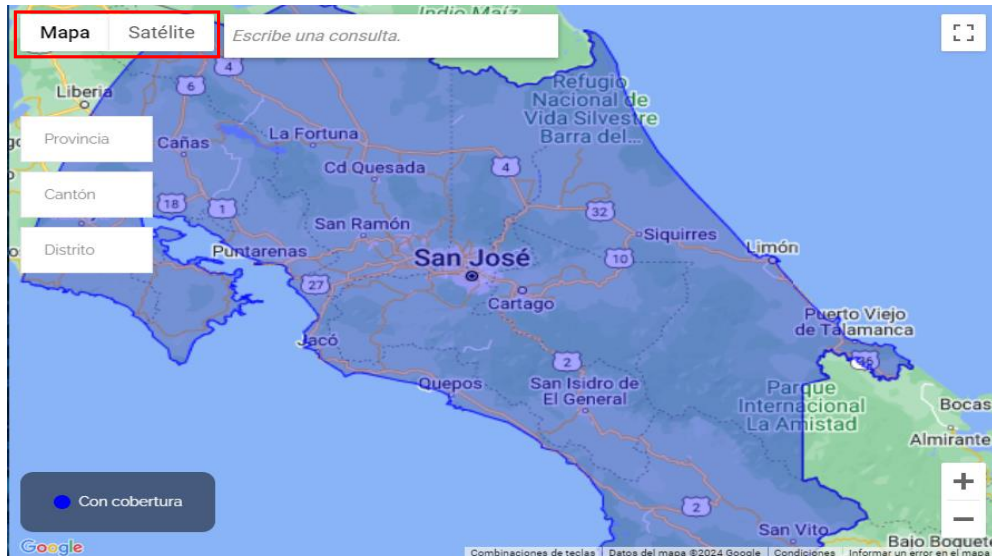 Indio Maíz
Mapa Satélite
Escribe una consulta.
4
6
Liberia
Refugio
Nacional de
Vida Silvestre
Barra del...
Provincia
Cañas
La Fortuna
Cd Quesada
4
Cantón
18
1
32
San Ramón
Siquirres
Distrito
Puntarenas
San José
10
Limón
27
Cartago
Puerto Viejo
de Talamanca
Jacó
2
36
Quepos
San Isidro de
El General
Parque
Internacional
La Amistad
Bocas
Almirante
Con cobertura
2
San Vito
Bajo Boquete
Google
Combinaciones de teclas Datos del mapa ©2024 Google Condiciones Informar un error en el mapa